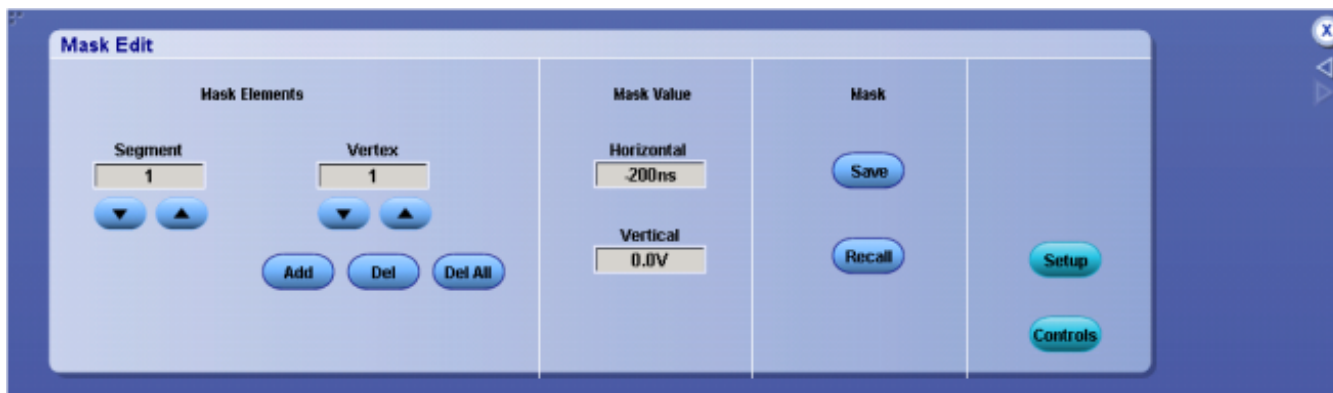 Mask Edit
X
Mask Elements
Mask Value
Mask
Segment
Vertex
Horizontal
1
1
-200ns
Save
Vertical
0.0V
Add
Del
Del All
Recall
Setup
Controls